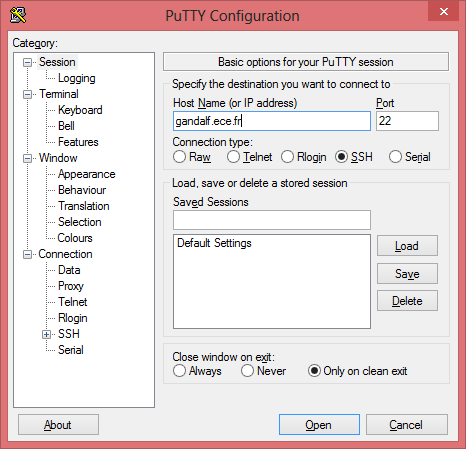 PuTTY Configuration
Category:
Session
Logging
Terminal
Keyboard
Bell
Features
Window
Appearance
Behaviour
Translation
Selection
Colours
Connection
Data
Proxy
Telnet
Rlogin
SSH
Serial
Basic options for your PuTTY session
Specify the destination you want to connect to
Host Name (or IP address) Port
gandalf.ece.fr 22
Connection type:
Raw Telnet Rlogin SSH Serial
Load, save or delete a stored session
Saved Sessions
Default Settings
Load
Save
Delete
Close window on exit:
Always Never Only on clean exit
About Open Cancel